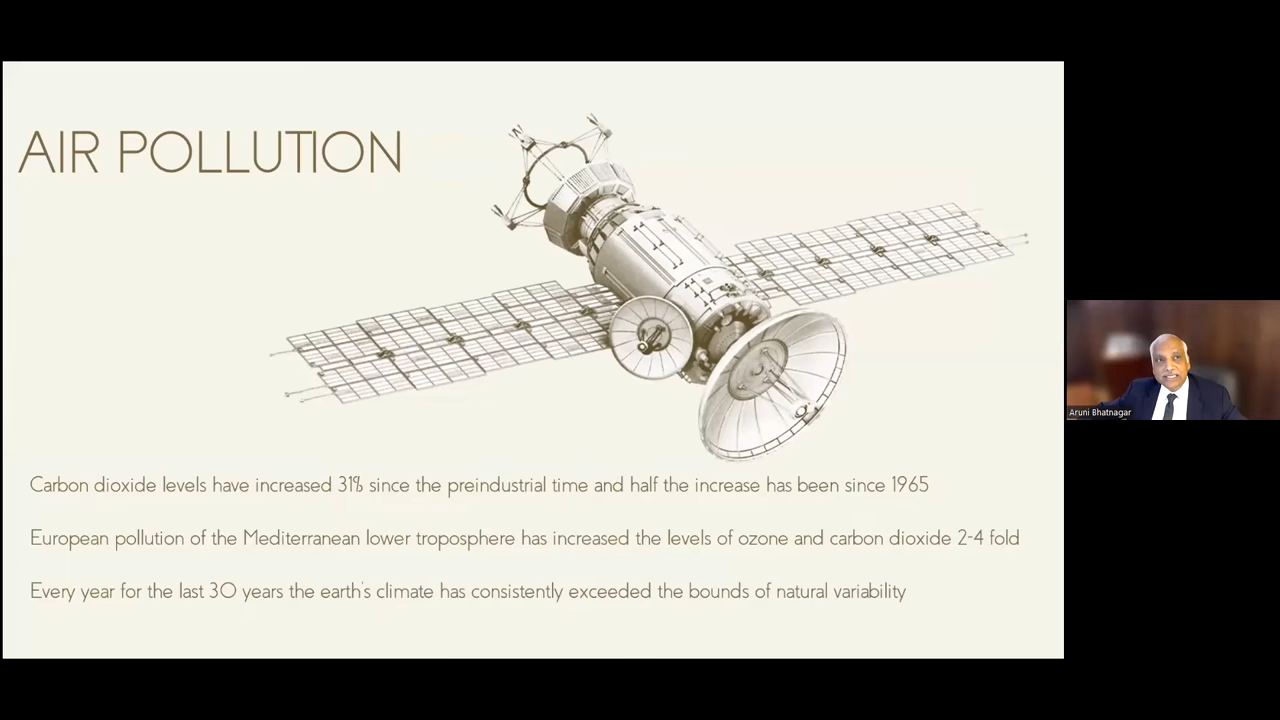 AIR POLLUTION
Carbon dioxide levels have increased 31% since the preindustrial time and half the increase has been since 1965
European pollution of the Mediterranean lower troposphere has increased the levels of ozone and carbon dioxide 2-4 fold
Every year for the last 30 years the earth's climate has consistently exceeded the bounds of natural variability
Aruni Bhatnagar